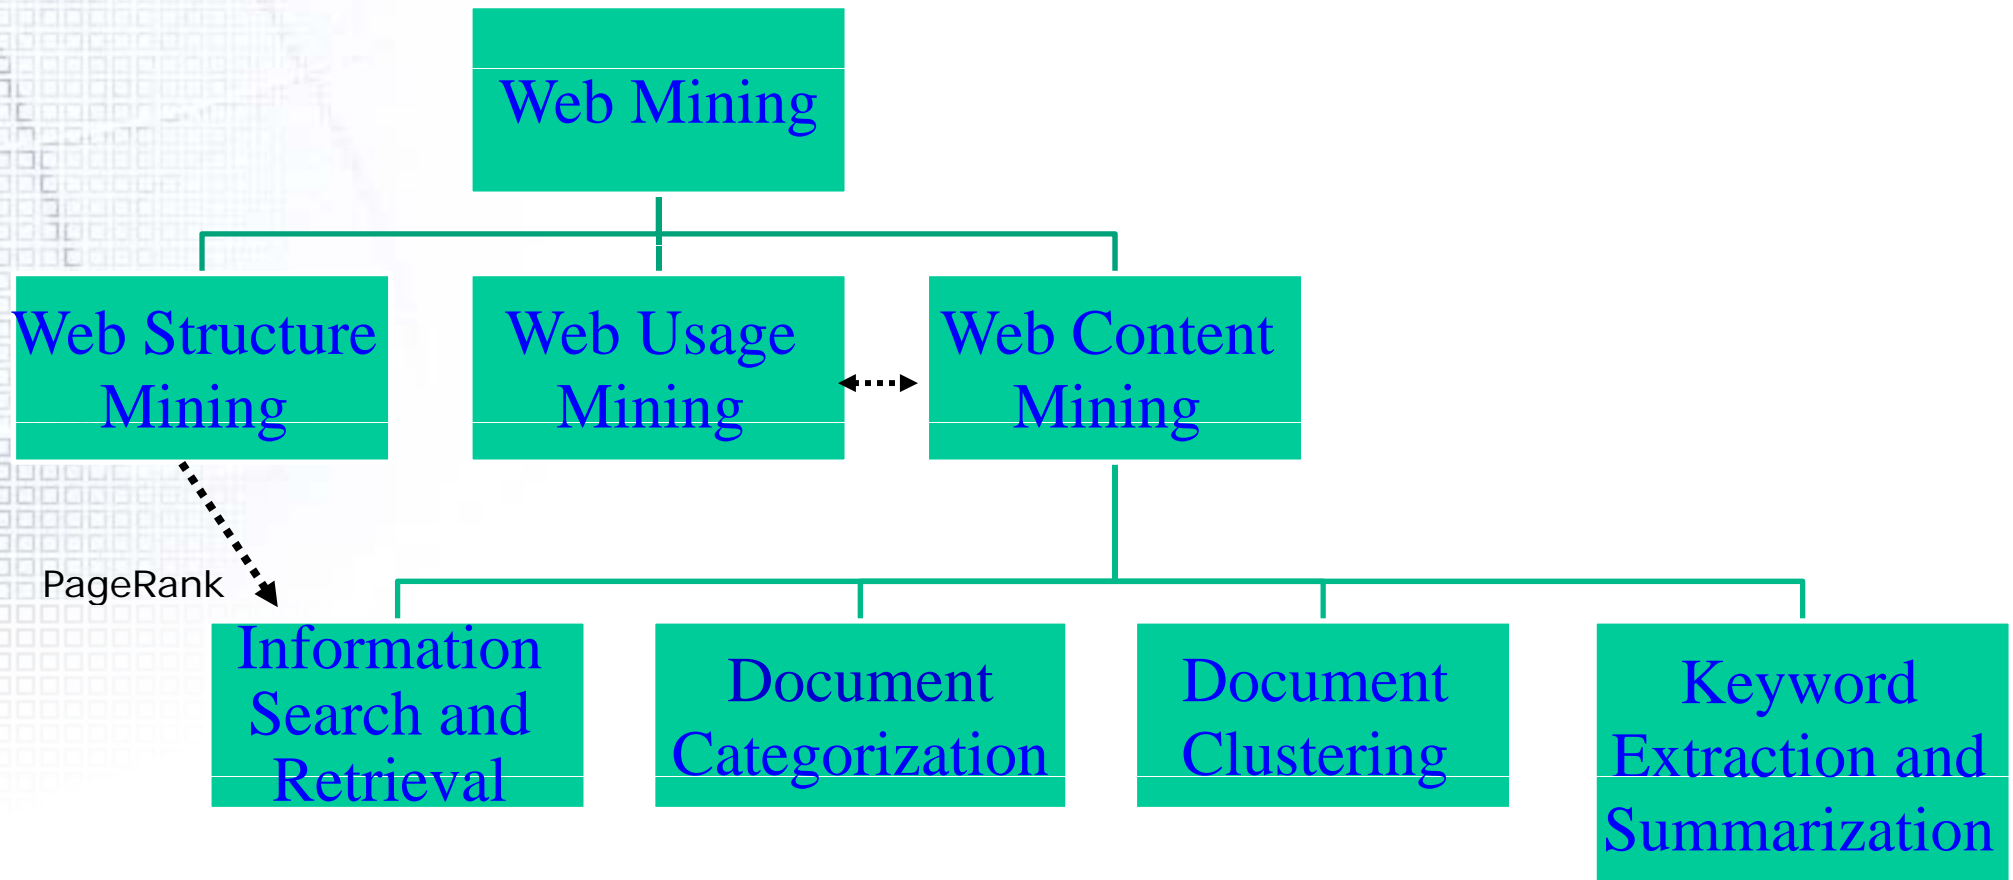 Web Mining
Web Structure
Mining
Web Usage
Mining
Web Content
Mining
PageRank
Information
Search and
Retrieval
Document
Categorization
Document
Clustering
Keyword
Extraction and
Summarization